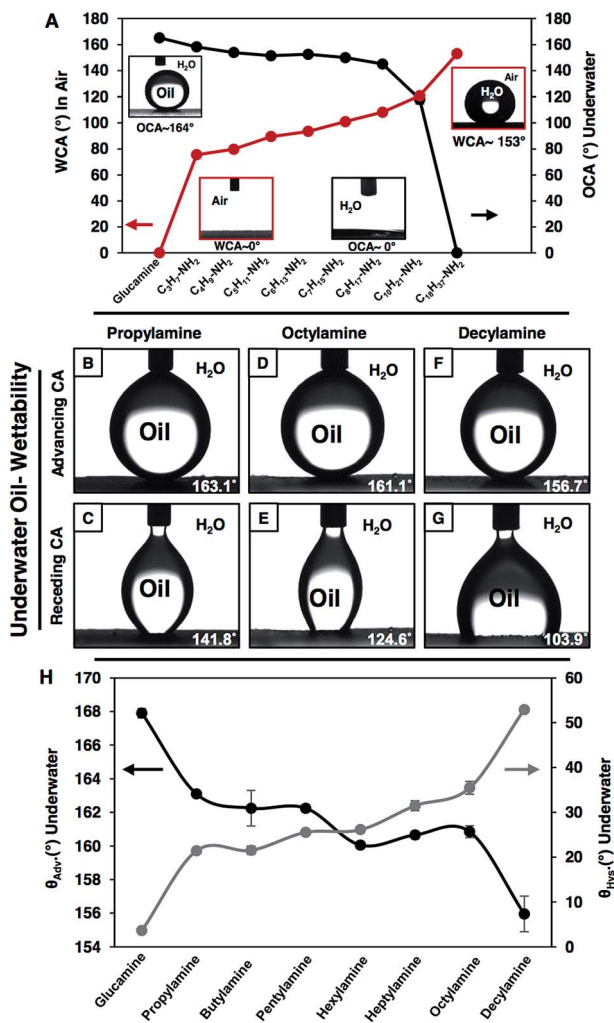 A
180
160
140
120
100
80
60
40
20
0
WCA (°) In Air
180
160
140
120
100
80
60
40
20
0
OCA (°) Underwater
H₂O
Oil
OCA~164°
Air
WCA~0°
H₂O
OCA~ 0°
Air
H₂O
WCA~ 153°
Glucamine
C₃H₇-NH₂
C₄H₉-NH₂
C₅H₁₁-NH₂
C₆H₁₃-NH₂
C₇H₁₅-NH₂
C₈H₁₇-NH₂
C₁₀H₂₁-NH₂
C₁₈H₃₇-NH₂
Propylamine
Octylamine
Decylamine
Underwater Oil- Wettability
Advancing CA
B
H₂O
Oil
163.1°
D
H₂O
Oil
161.1°
F
H₂O
Oil
156.7°
Receding CA
C
H₂O
Oil
141.8°
E
H₂O
Oil
124.6°
G
H₂O
Oil
103.9°
H
170
168
166
164
162
160
158
156
154
θAdv.(°) Underwater
60
50
40
30
20
10
0
θHys.(°) Underwater
Glucamine
Propylamine
Butylamine
Pentylamine
Hexylamine
Heptylamine
Octylamine
Decylamine